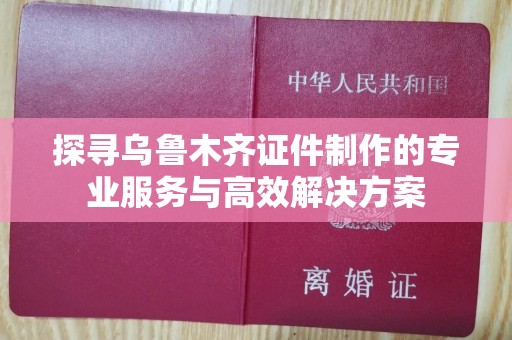 中华人民共和国
探寻乌鲁木齐证件制作的专
业服务与高效解决方案
离婚证